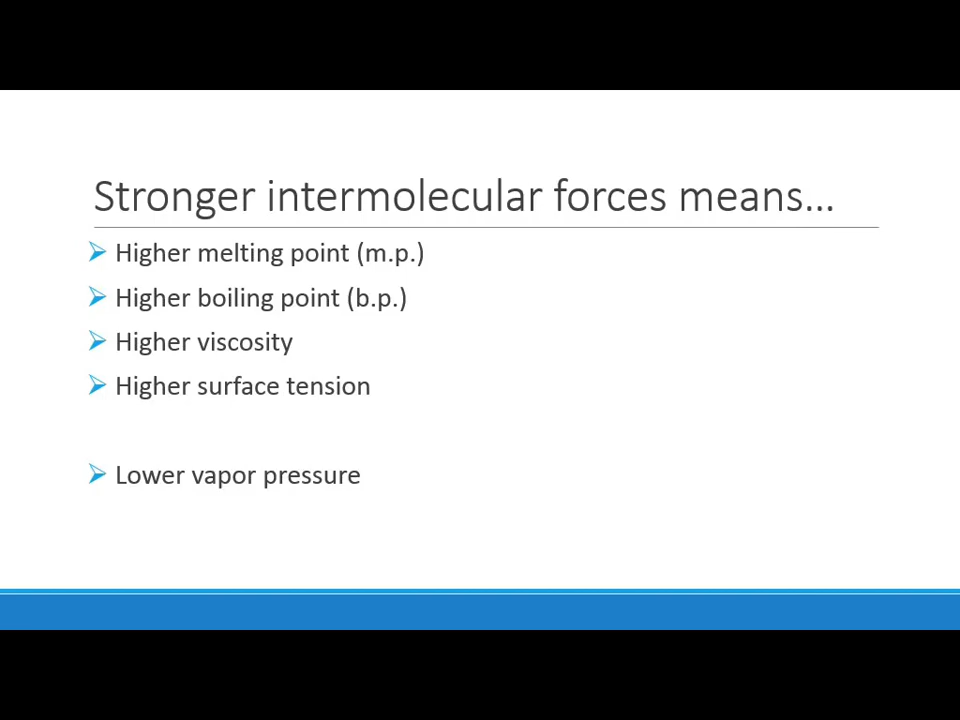 Stronger intermolecular forces means...
Higher melting point (m.p.)
Higher boiling point (b.p.)
Higher viscosity
Higher surface tension
Lower vapor pressure